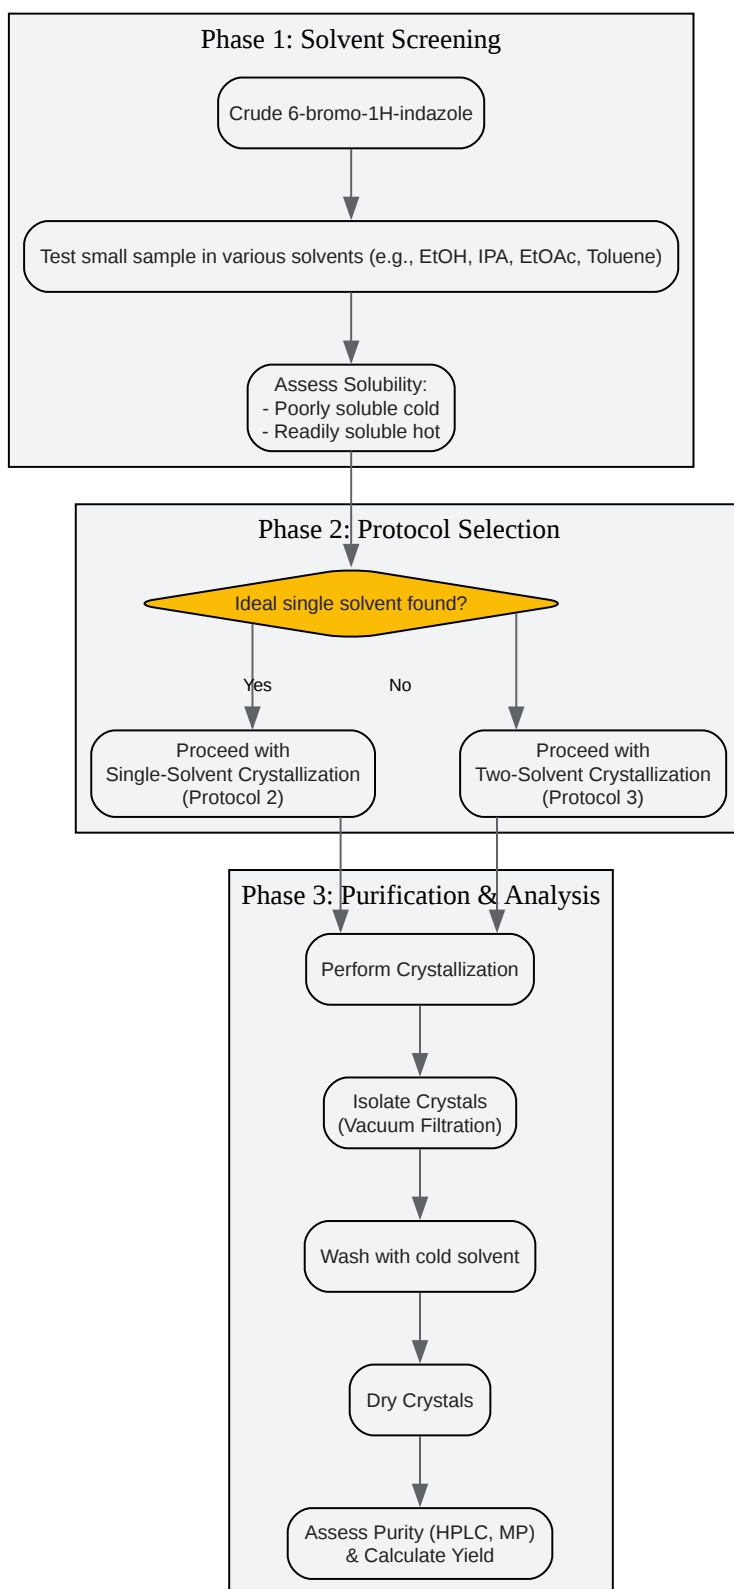 Phase 1: Solvent Screening
Crude 6-bromo-1H-indazole
Test small sample in various solvents (e.g., EtOH, IPA, EtOAc, Toluene)
Assess Solubility:
- Poorly soluble cold
- Readily soluble hot
Phase 2: Protocol Selection
Ideal single solvent found?
Yes
No
Proceed with
Single-Solvent Crystallization
(Protocol 2)
Proceed with
Two-Solvent Crystallization
(Protocol 3)
Phase 3: Purification & Analysis
Perform Crystallization
Isolate Crystals
(Vacuum Filtration)
Wash with cold solvent
Dry Crystals
Assess Purity (HPLC, MP)
& Calculate Yield